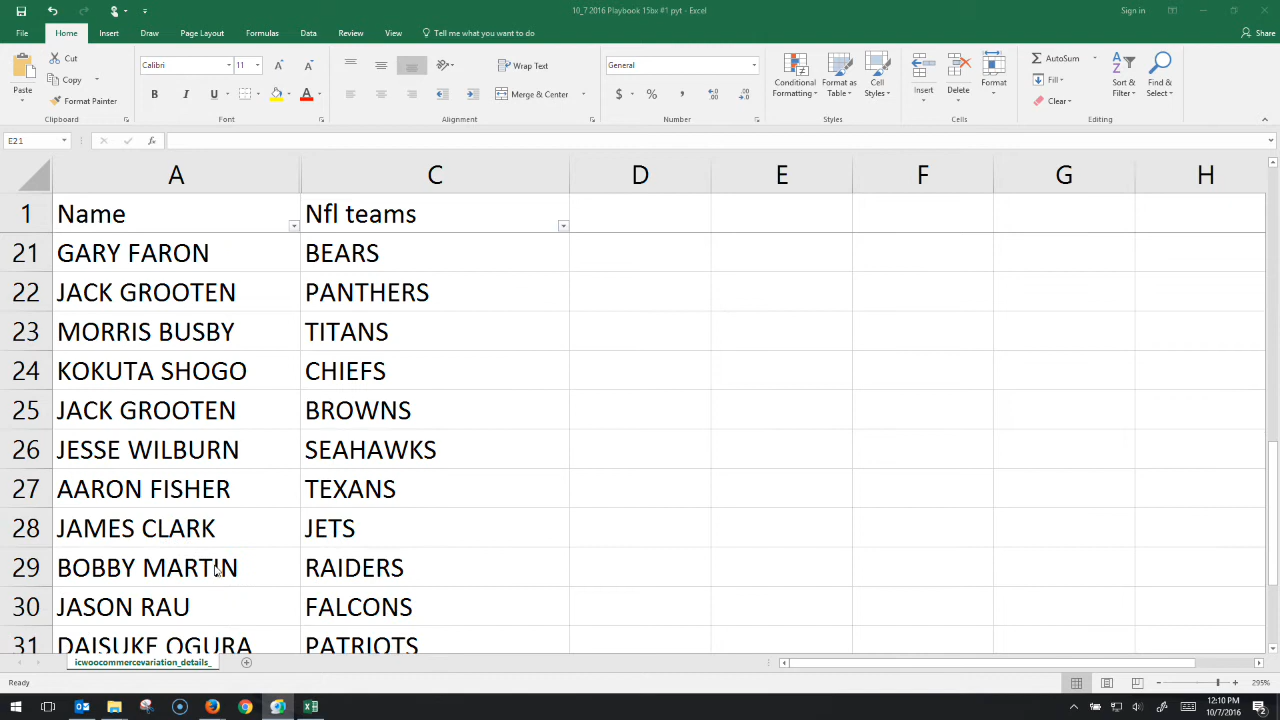 10_7 2016 Playbook 15bx #1 pyt - Excel
Sign in
File Home Insert Draw Page Layout Formulas Data Review View Tell me what you want to do Share
Cut
Copy
Format Painter
Paste
Clipboard
Calibri 11
B I U
Font
Wrap Text
Merge & Center
Alignment
General
$ % ,
Number
Conditional Formatting
Format as Table
Cell Styles
Styles
Insert Delete Format
Cells
AutoSum
Fill
Clear
Sort & Filter
Find & Select
Editing
E21 fx
A C D E F G H
1 Name Nfl teams
21 GARY FARON BEARS
22 JACK GROOTEN PANTHERS
23 MORRIS BUSBY TITANS
24 KOKUTA SHOGO CHIEFS
25 JACK GROOTEN BROWNS
26 JESSE WILBURN SEAHAWKS
27 AARON FISHER TEXANS
28 JAMES CLARK JETS
29 BOBBY MARTIN RAIDERS
30 JASON RAU FALCONS
31 DAISUKE OGURA PATRIOTS
icwoocommercevariation_details_
Ready 295%
12:10 PM
10/7/2016